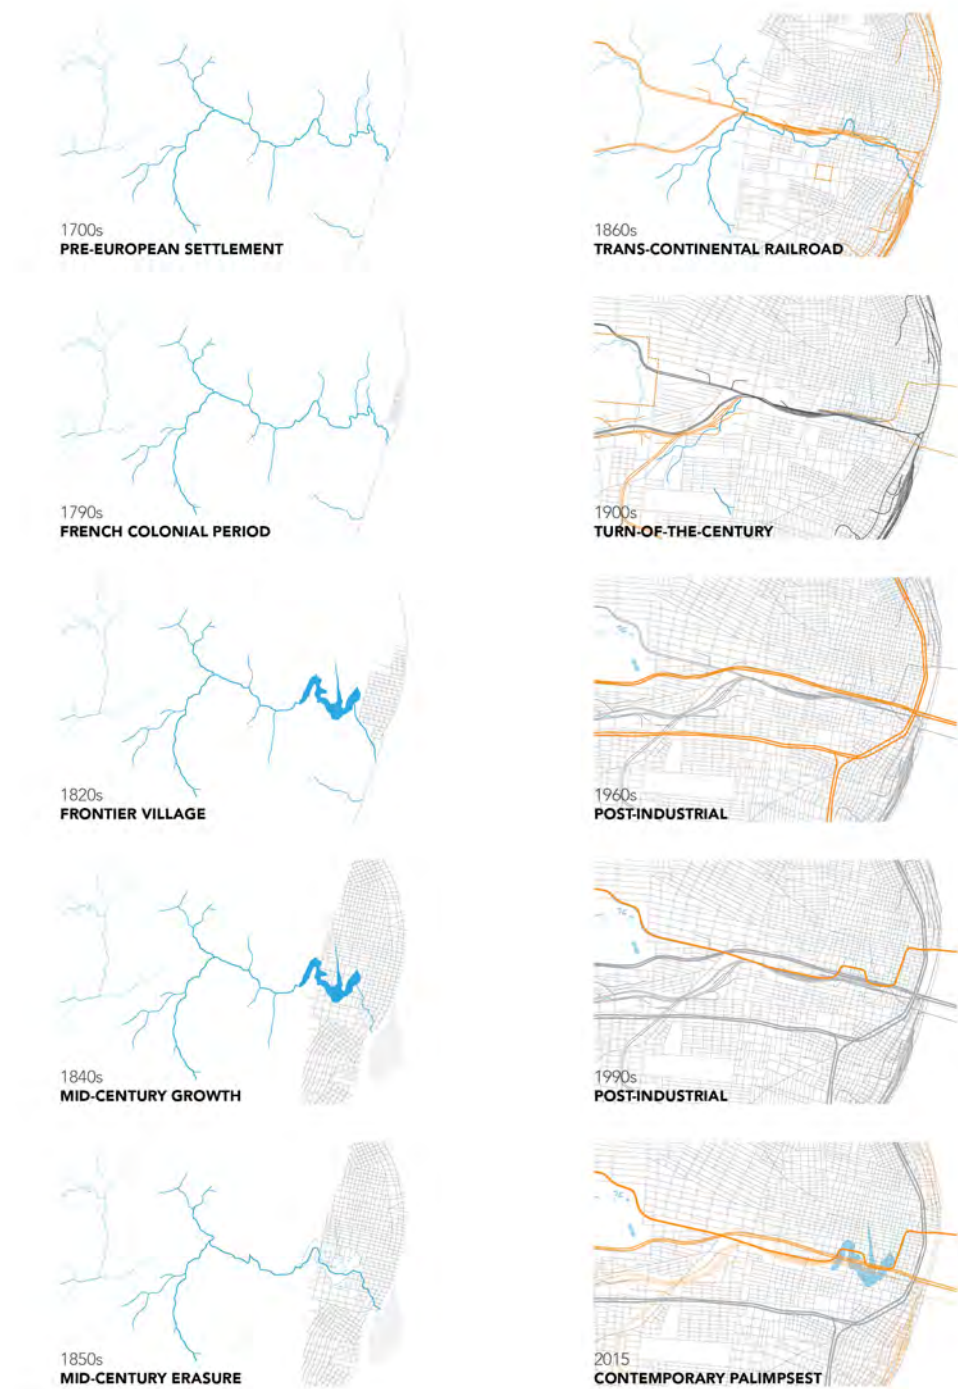 1700s
PRE-EUROPEAN SETTLEMENT
1790s
FRENCH COLONIAL PERIOD
1820s
FRONTIER VILLAGE
1840s
MID-CENTURY GROWTH
1850s
MID-CENTURY ERASURE
1860s
TRANS-CONTINENTAL RAILROAD
1900s
TURN-OF-THE-CENTURY
1960s
POST-INDUSTRIAL
1990s
POST-INDUSTRIAL
2015
CONTEMPORARY PALIMPSEST